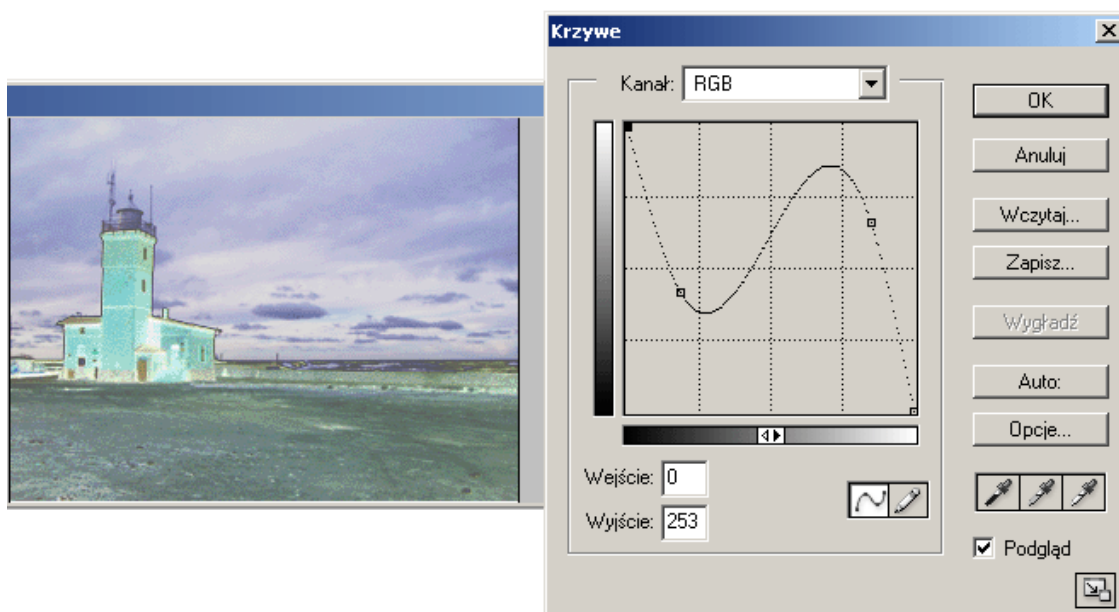 Krzywe
Kanał: RGB
OK
Anuluj
Wczytaj...
Zapisz...
Wygładź
Auto:
Opcje...
Wejście: 0
Wyjście: 253
Podgląd